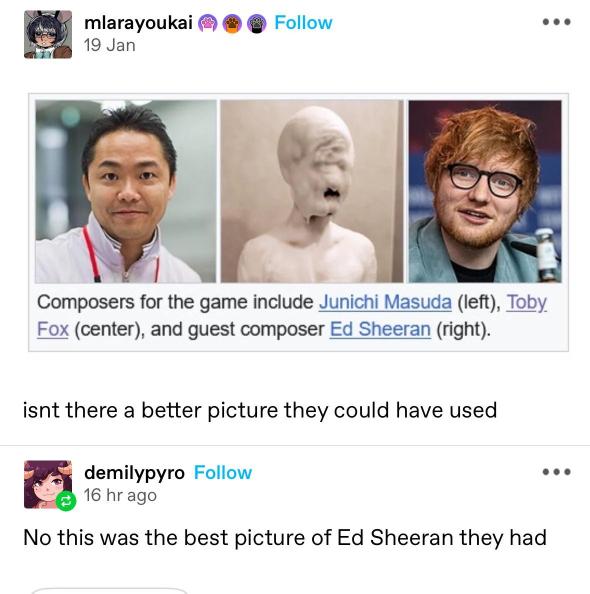 mlarayoukai Follow
19 Jan
Composers for the game include Junichi Masuda (left), Toby
Fox (center), and guest composer Ed Sheeran (right).
isnt there a better picture they could have used
demilypyro Follow
16 hr ago
No this was the best picture of Ed Sheeran they had